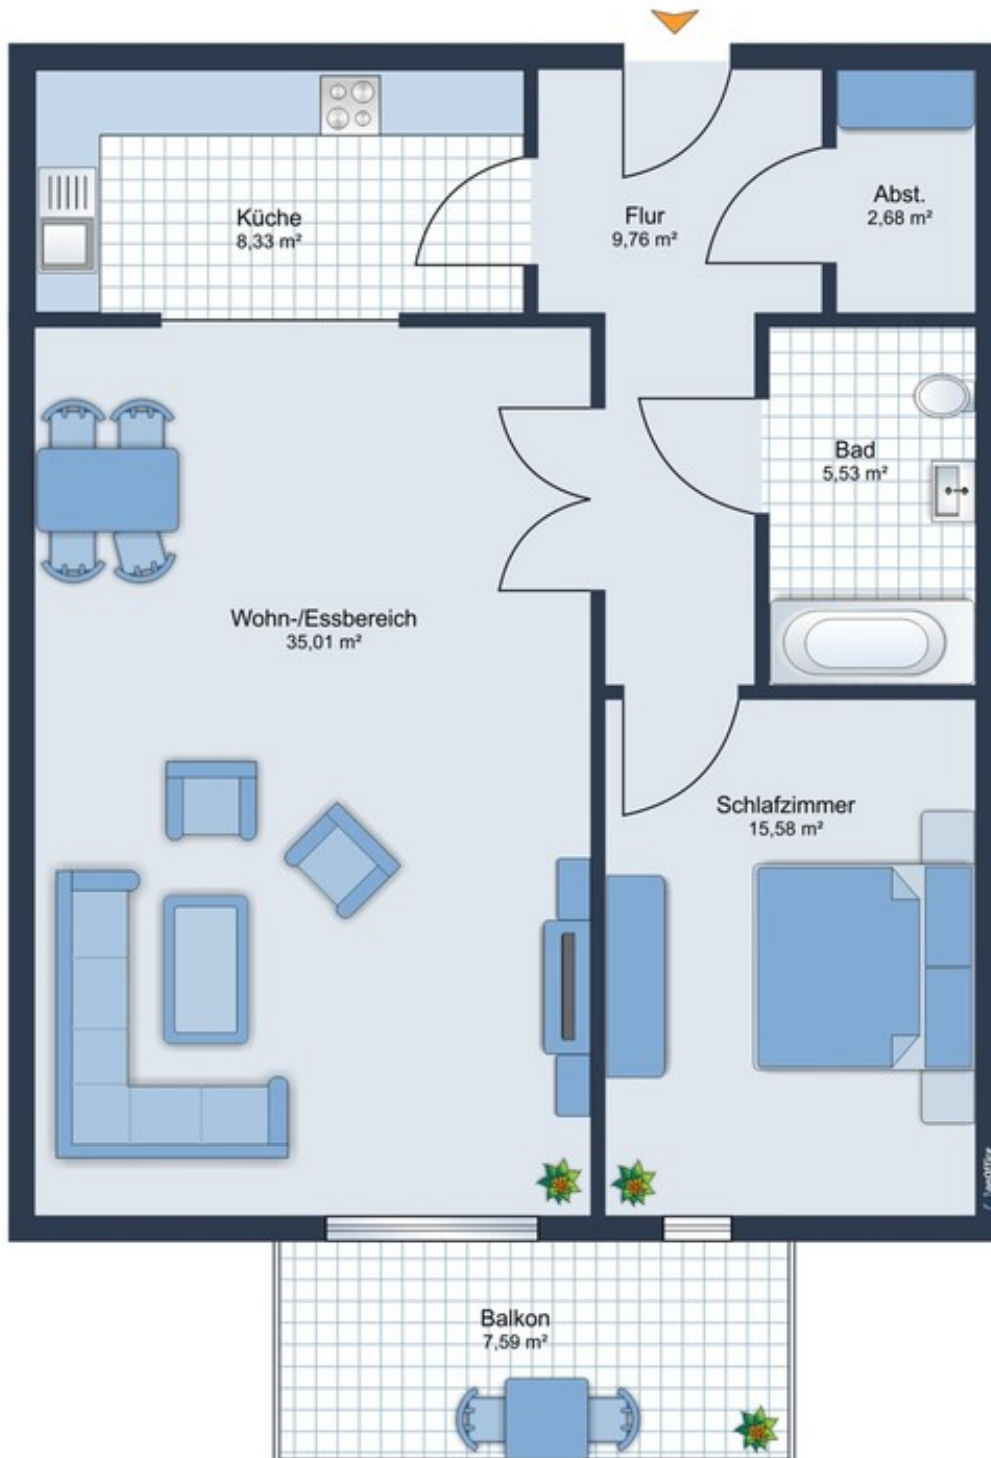 Küche
8,33 m²
Flur
9,76 m²
Abst.
2,68 m²
Bad
5,53 m²
Wohn-/Essbereich
35,01 m²
Schlafzimmer
15,58 m²
Balkon
7,59 m²